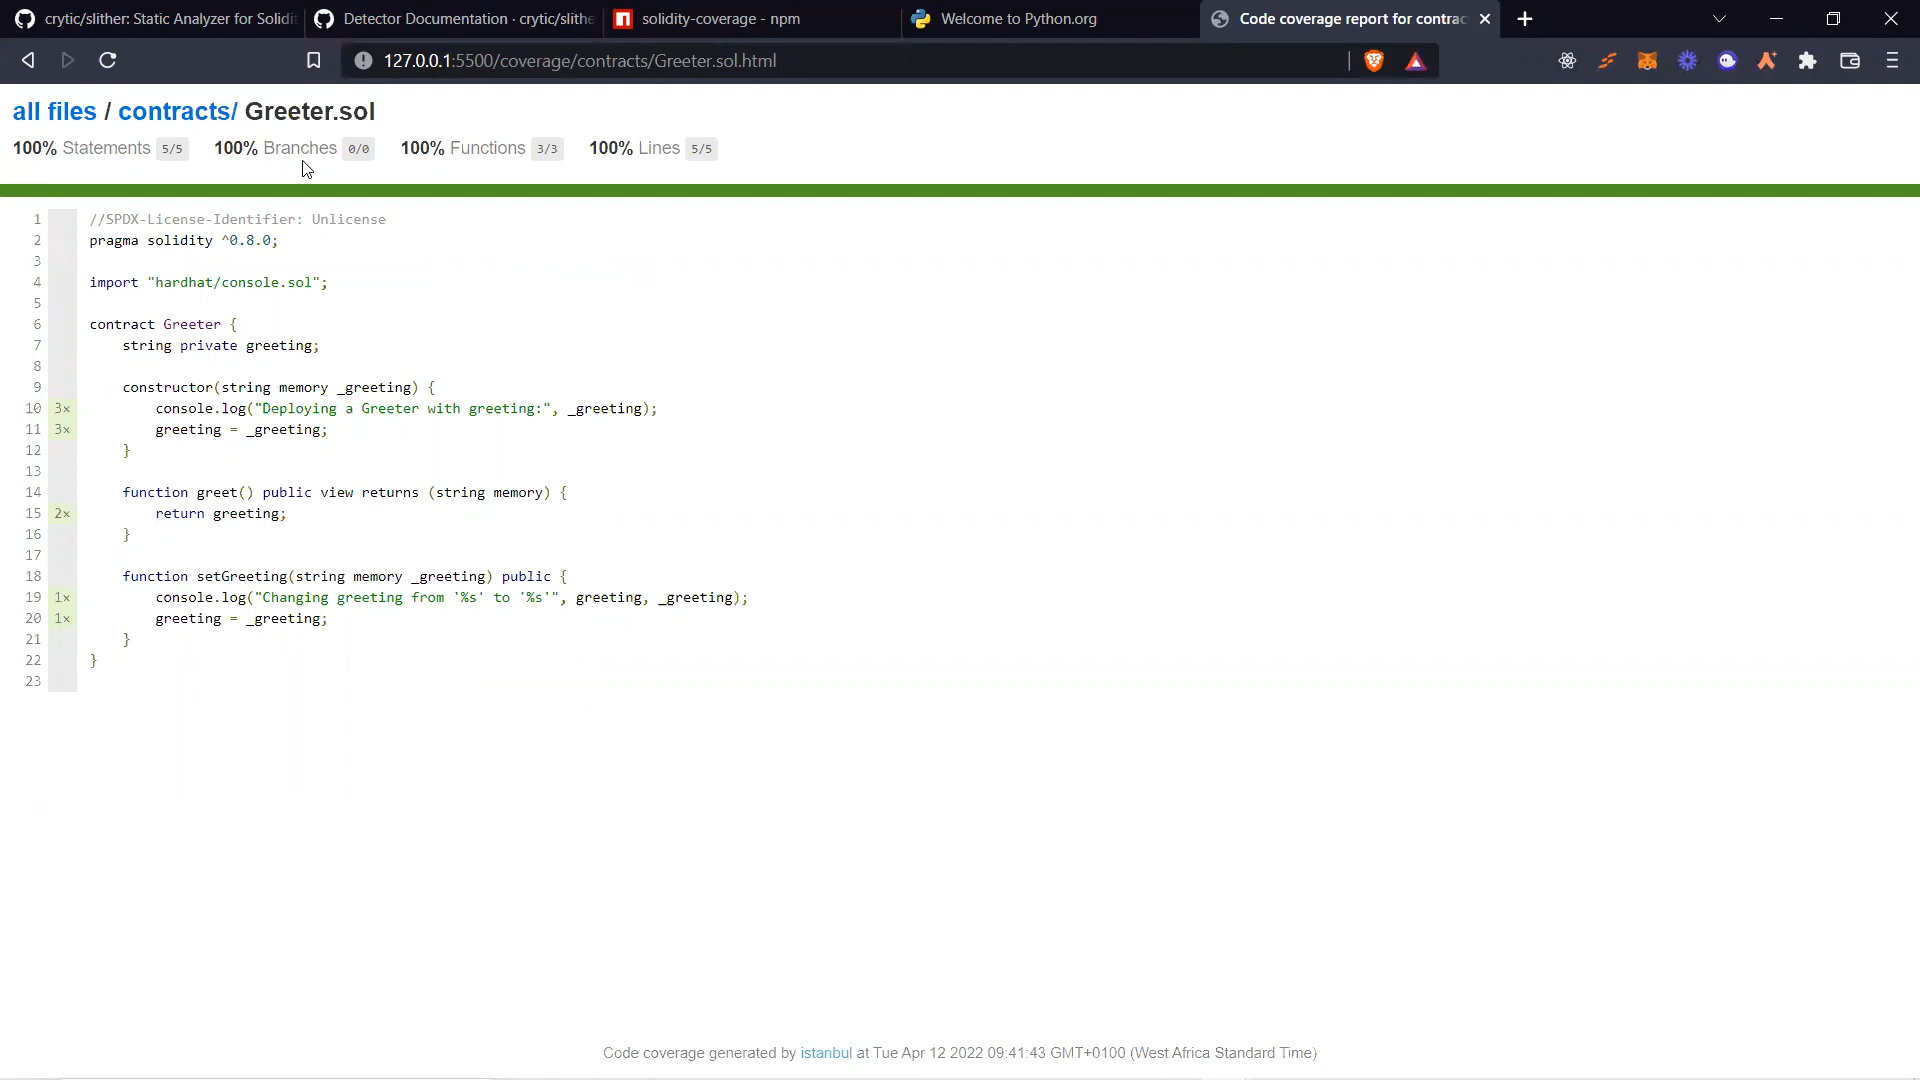 crytic/slither: Static Analyzer for Solidi
Detector Documentation · crytic/slithe
solidity-coverage - npm
Welcome to Python.org
Code coverage report for contrac
127.0.0.1:5500/coverage/contracts/Greeter.sol.html
all files / contracts/ Greeter.sol
100% Statements 5/5 100% Branches 0/0 100% Functions 3/3 100% Lines 5/5
1 //SPDX-License-Identifier: Unlicense
2 pragma solidity ^0.8.0;
3
4 import "hardhat/console.sol";
5
6 contract Greeter {
7 string private greeting;
8
9 constructor(string memory _greeting) {
10 3× console.log("Deploying a Greeter with greeting:", _greeting);
11 3× greeting = _greeting;
12 }
13
14 function greet() public view returns (string memory) {
15 2× return greeting;
16 }
17
18 function setGreeting(string memory _greeting) public {
19 1× console.log("Changing greeting from '%s' to '%s'", greeting, _greeting);
20 1× greeting = _greeting;
21 }
22 }
23
Code coverage generated by istanbul at Tue Apr 12 2022 09:41:43 GMT+0100 (West Africa Standard Time)